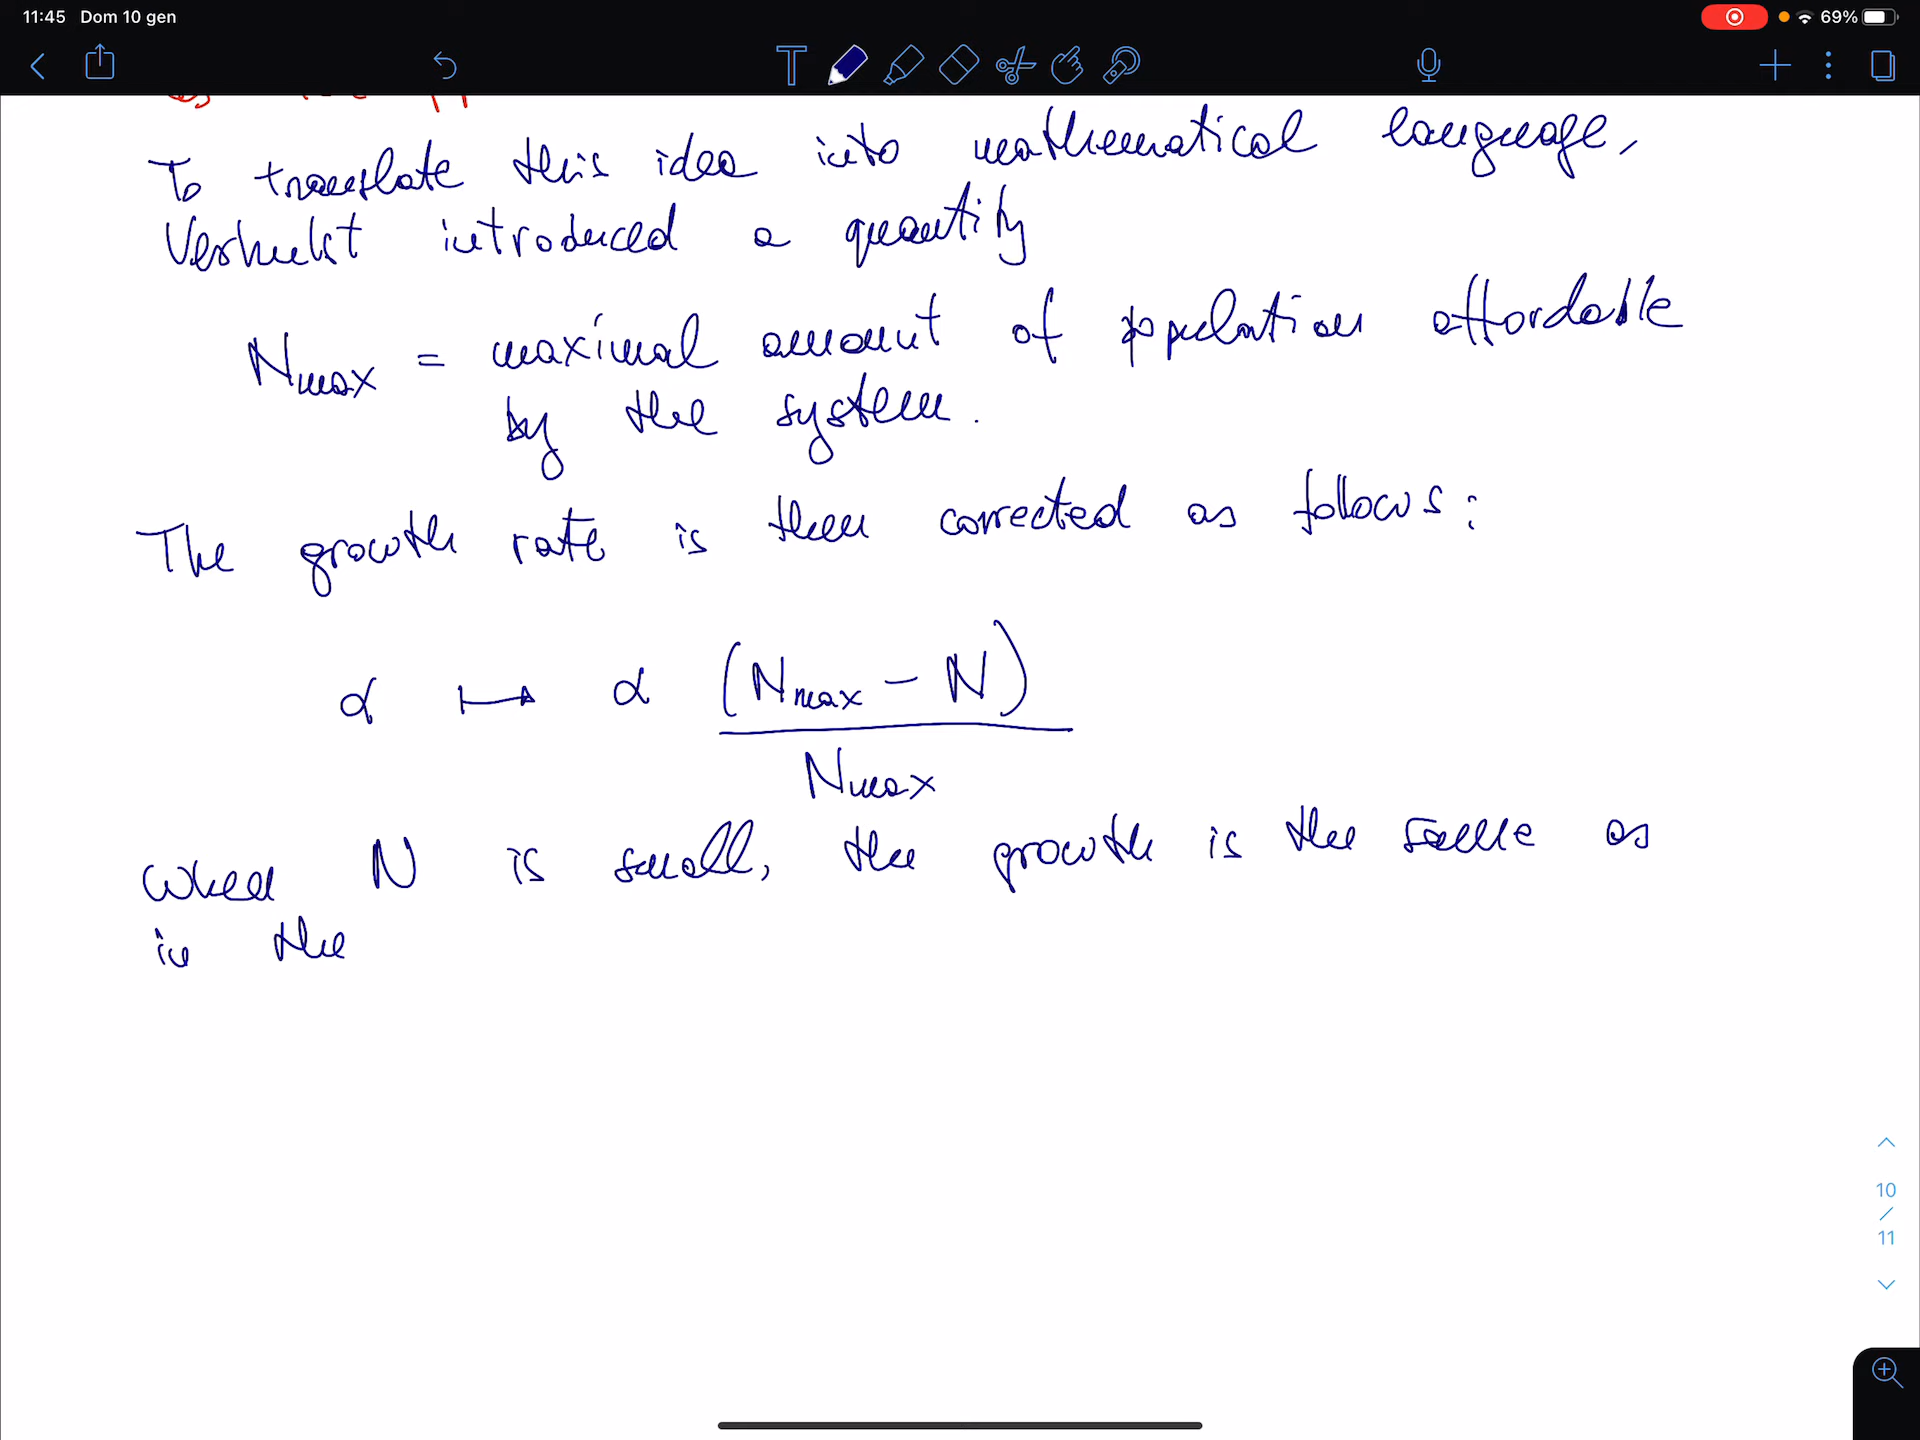 11:45 Dom 10 gen 69%
To translate this idea into mathematical language,
Verhulst introduced a quantity
Nmax = maximal amount of population affordable
by the system.
The growth rate is then corrected as follows:
α ↦ α (Nmax - N)
Nmax
When N is small, the growth is the same as
in the
10
/
11